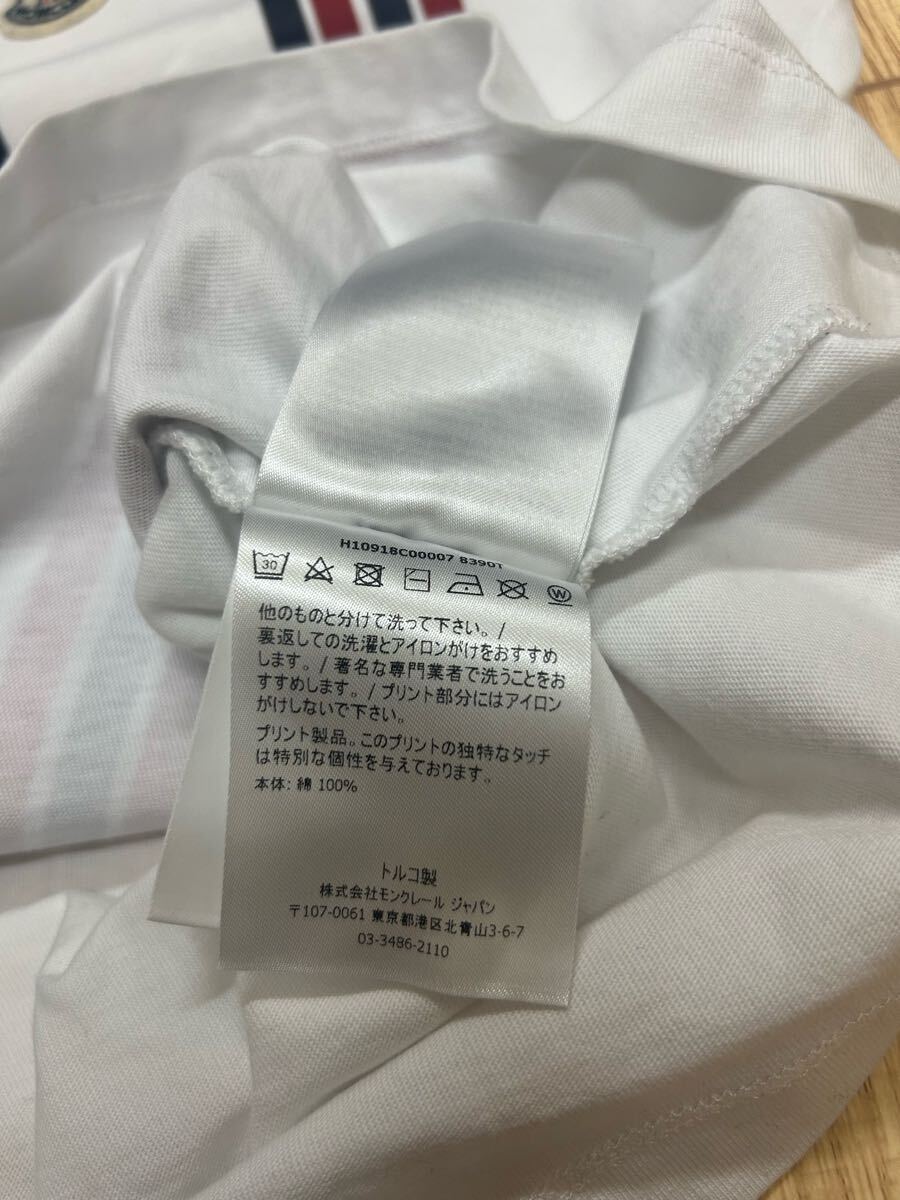 H10918C00007 8390T
30
W
他のものと分けて洗って下さい。/
裏返しての洗濯とアイロンがけをおすすめ
します。/ 著名な専門業者で洗うことをお
すすめします。/ プリント部分にはアイロン
がけしないで下さい。
プリント製品。このプリントの独特なタッチ
は特別な個性を与えております。
本体: 綿 100%
トルコ製
株式会社モンクレール ジャパン
〒107-0061 東京都港区北青山3-6-7
03-3486-2110